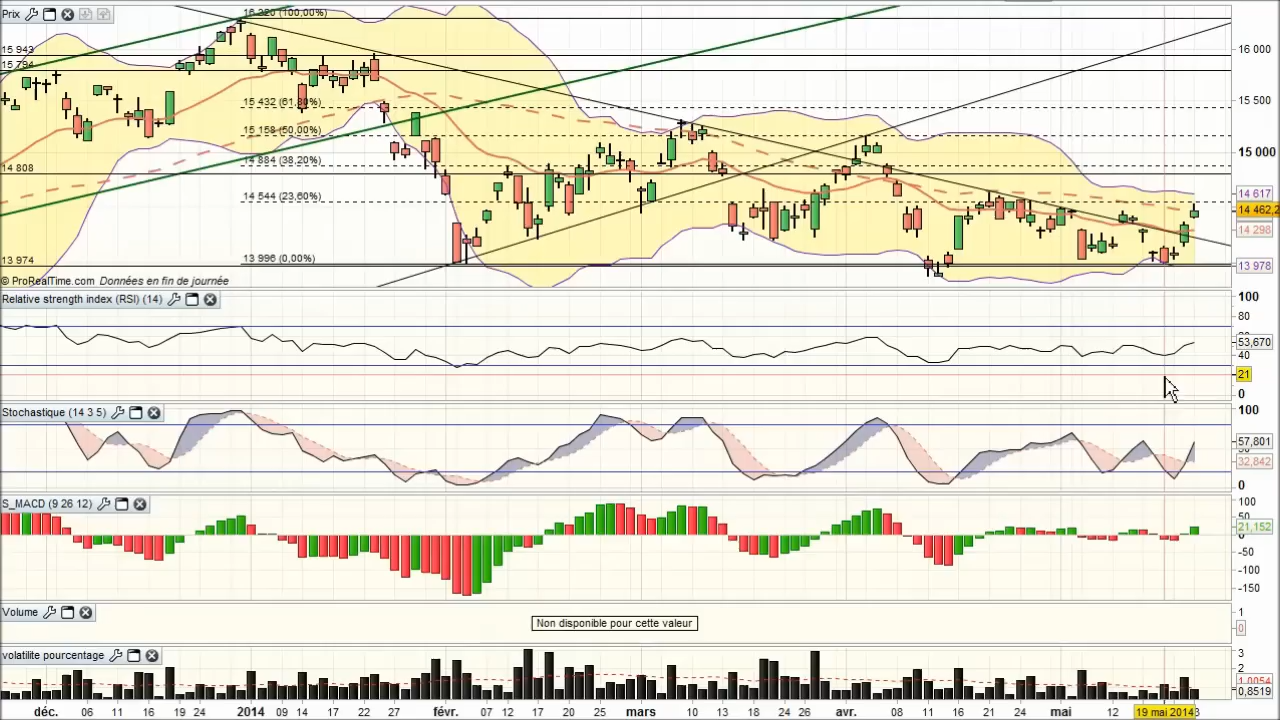 Prix
16 220 (100,00%)
15 943
15 794
15 432 (61,80%)
15 158 (50,00%)
14 884 (38,20%)
14 808
14 544 (23,60%)
13 996 (0,00%)
13 974
16 000
15 500
15 000
14 617
14 462,2
14 298
13 978
© ProRealTime.com Données en fin de journée
Relative strength index (RSI) (14)
100
80
53,670
40
21
0
Stochastique (14 3 5)
100
57,801
32,842
0
S_MACD (9 26 12)
100
50
21,152
0
-50
-100
-150
Volume
Non disponible pour cette valeur
1
0
volatilite pourcentage
3
2
1,0054
0,8519
déc. 06 11 16 19 24 2014 09 14 17 22 27 févr. 07 12 17 20 25 mars 10 13 18 21 24 26 avr. 08 11 16 21 24 mai 12 19 mai 2014